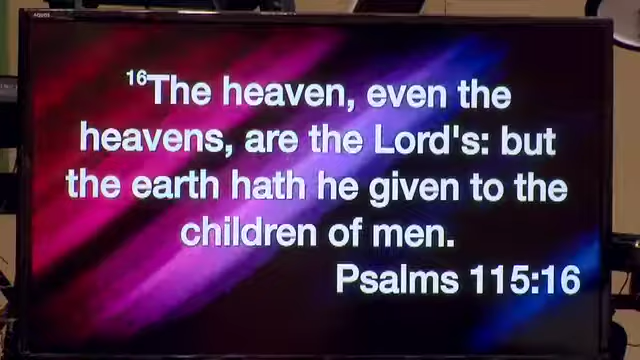 AQUOS
16The heaven, even the
heavens, are the Lord's: but
the earth hath he given to the
children of men.
Psalms 115:16